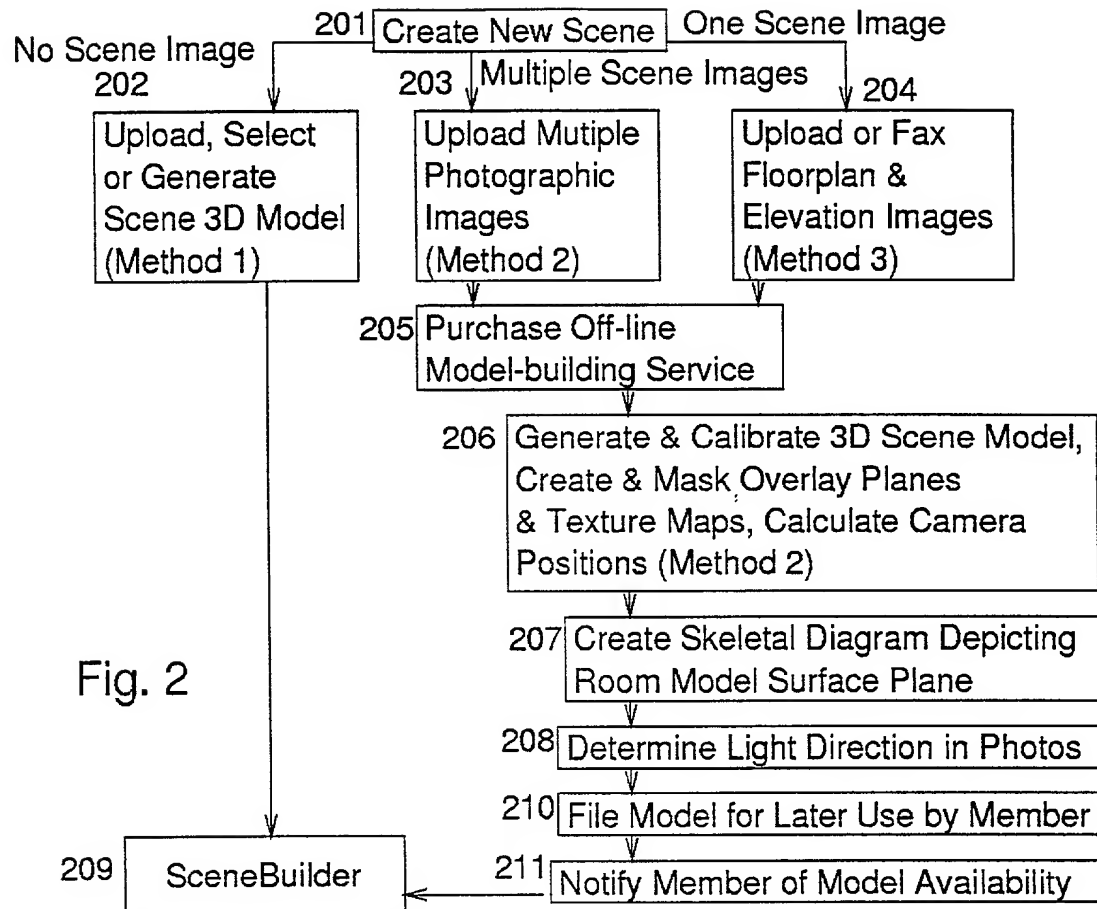 201 Create New Scene
No Scene Image
One Scene Image
Multiple Scene Images
202
Upload, Select
or Generate
Scene 3D Model
(Method 1)
203
Upload Mutiple
Photographic
Images
(Method 2)
204
Upload or Fax
Floorplan &
Elevation Images
(Method 3)
205 Purchase Off-line
Model-building Service
206 Generate & Calibrate 3D Scene Model,
Create & Mask Overlay Planes
& Texture Maps, Calculate Camera
Positions (Method 2)
207 Create Skeletal Diagram Depicting
Room Model Surface Plane
Fig. 2
208 Determine Light Direction in Photos
210 File Model for Later Use by Member
209 SceneBuilder
211 Notify Member of Model Availability